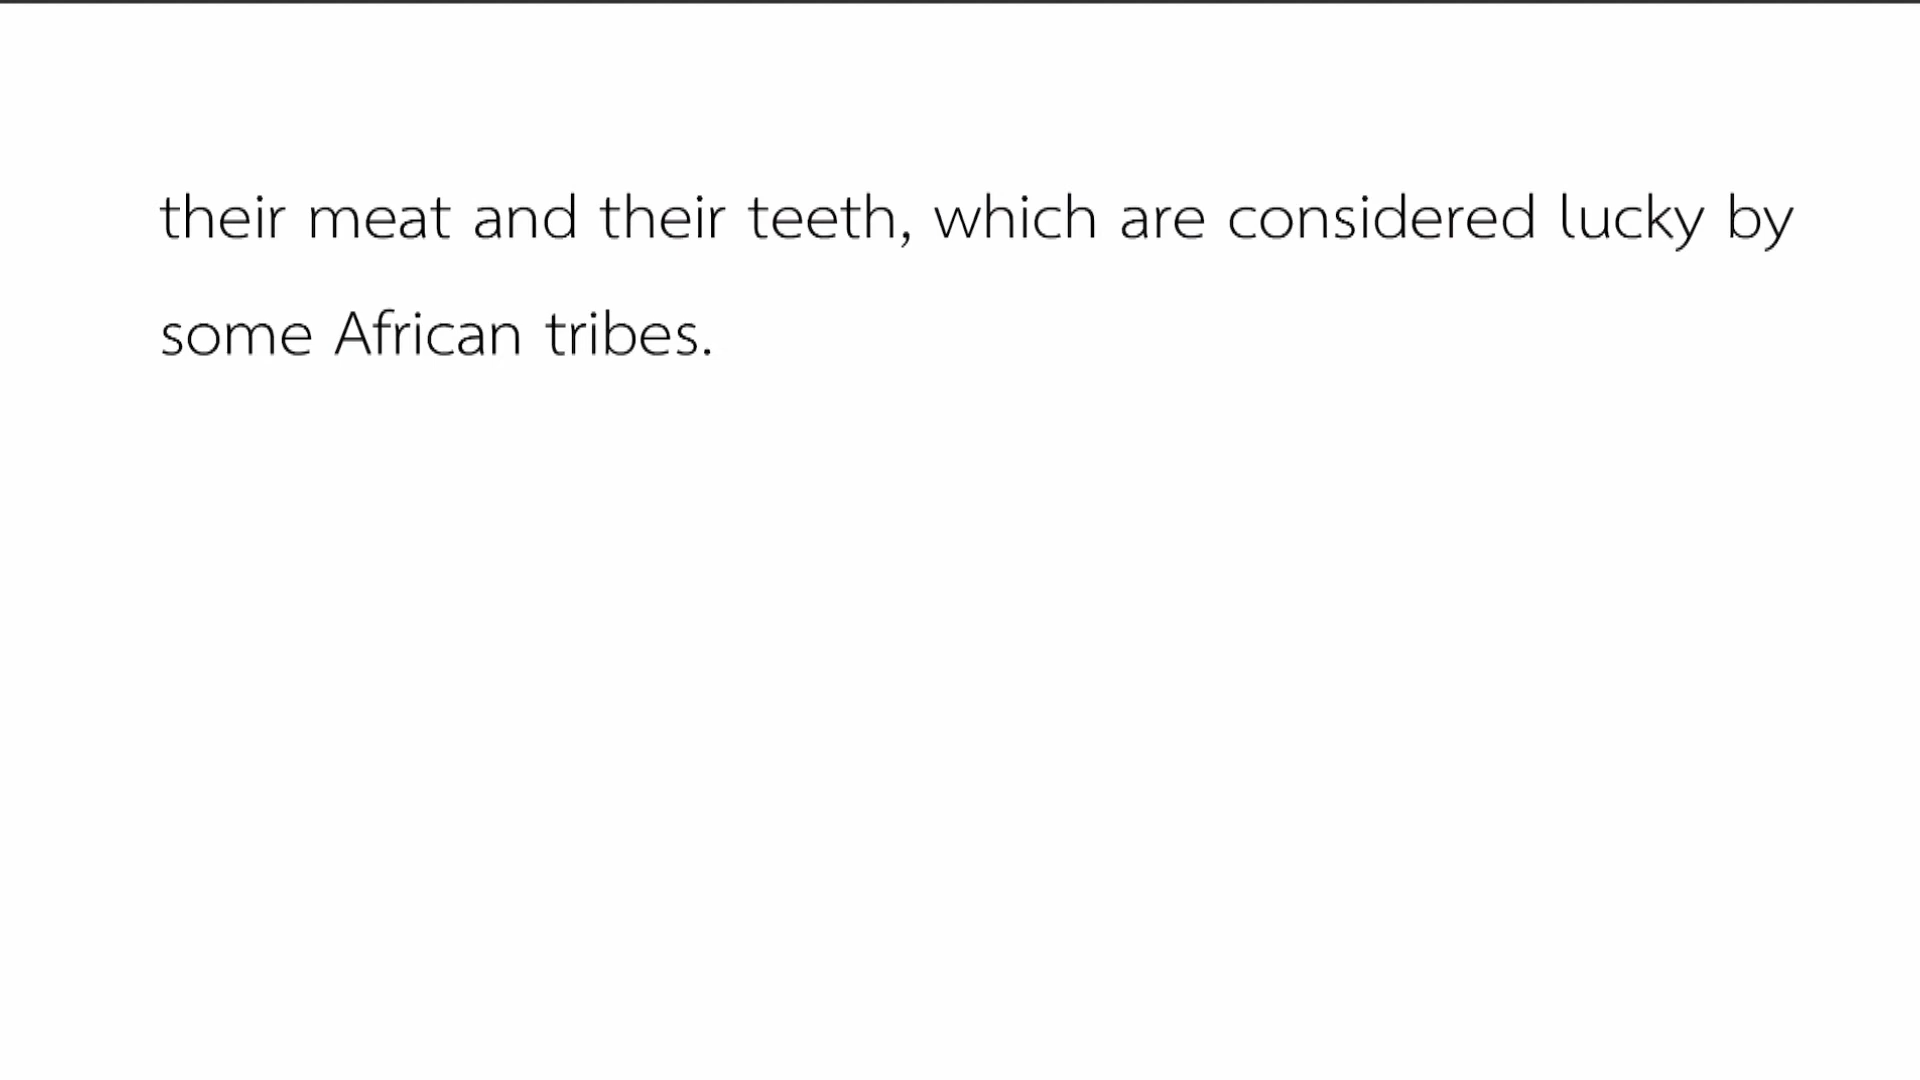 their meat and their teeth, which are considered lucky by
some African tribes.